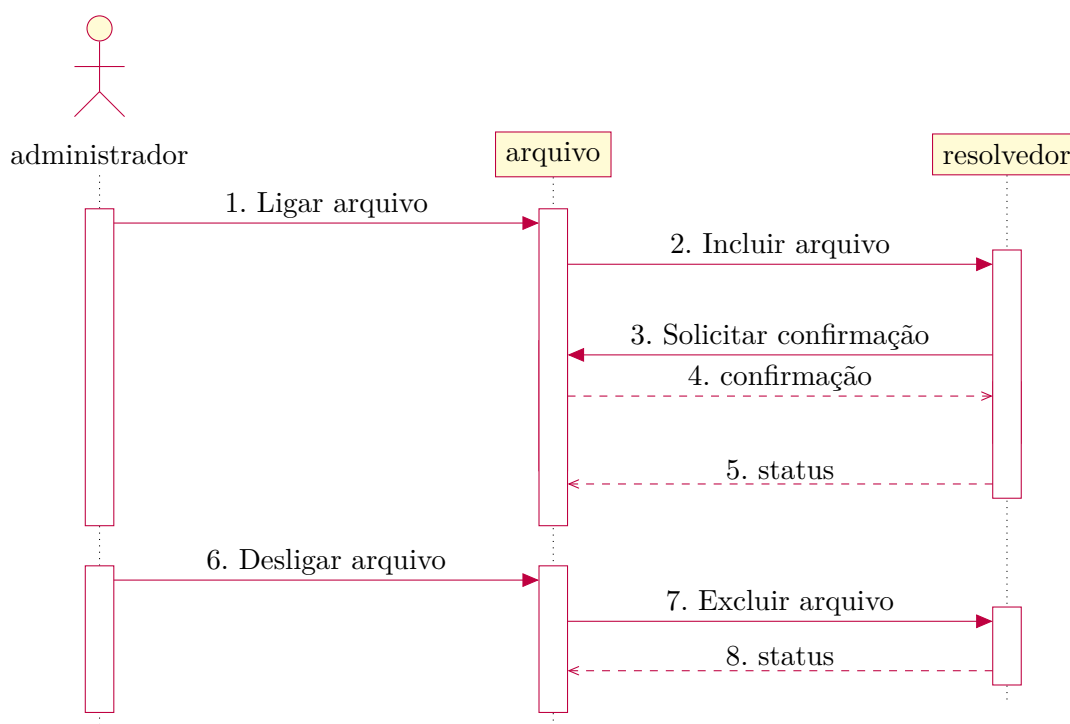 administrador
arquivo
resolvedor
1. Ligar arquivo
2. Incluir arquivo
3. Solicitar confirmação
4. confirmação
5. status
6. Desligar arquivo
7. Excluir arquivo
8. status